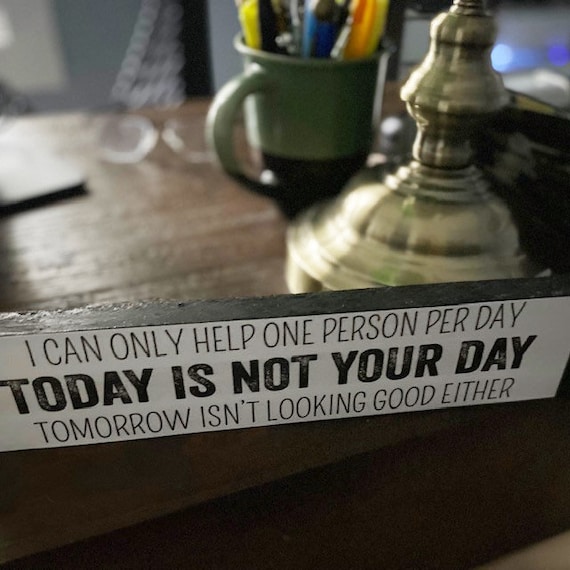 I CAN ONLY HELP ONE PERSON PER DAY
TODAY IS NOT YOUR DAY
TOMORROW ISN'T LOOKING GOOD EITHER